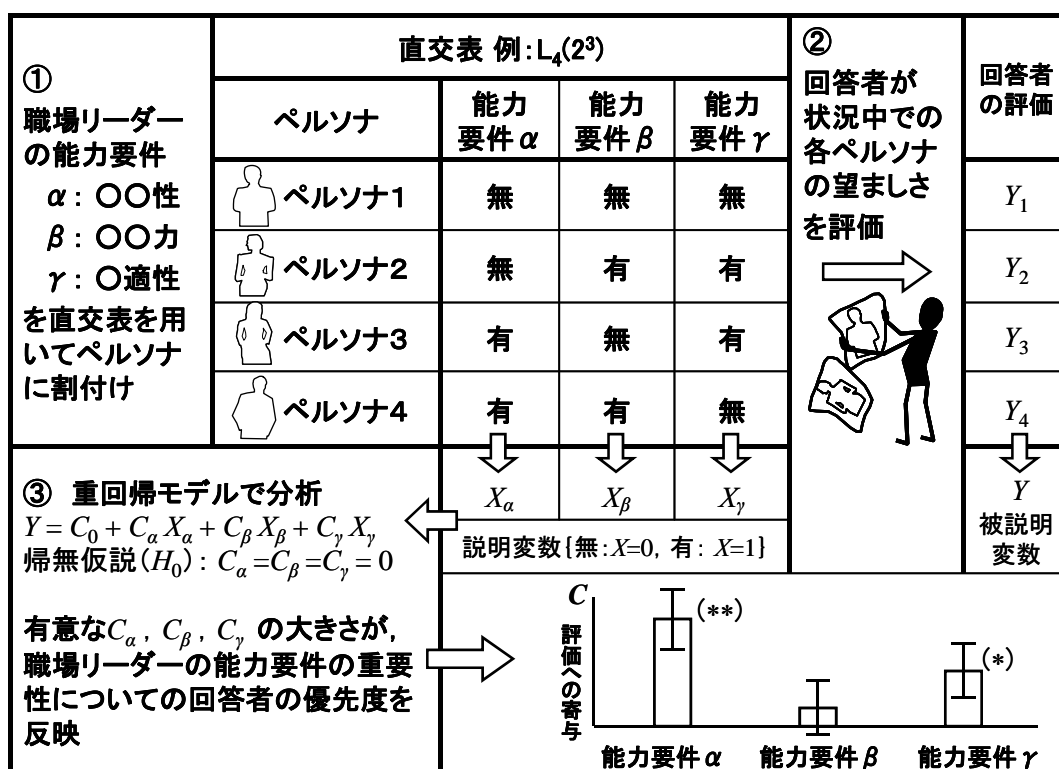 ①
職場リーダー
の能力要件
α：〇〇性
β：〇〇力
γ：〇適性
を直交表を用
いてペルソナ
に割付け
直交表 例：L4(2³)
ペルソナ
能力
要件α
能力
要件β
能力
要件γ
ペルソナ1 無 無 無
ペルソナ2 無 有 有
ペルソナ3 有 無 有
ペルソナ4 有 有 無
②
回答者が
状況中での
各ペルソナ
の望ましさ
を評価
回答者
の評価
Y1
Y2
Y3
Y4
Xα Xβ Xγ
説明変数{無：X=0, 有： X=1}
Y
被説明
変数
③ 重回帰モデルで分析
Y = C0 + Cα Xα + Cβ Xβ + Cγ Xγ
帰無仮説(H0)： Cα =Cβ =Cγ = 0
有意なCα , Cβ , Cγ の大きさが，
職場リーダーの能力要件の重要
性についての回答者の優先度を
反映
C
評価への寄与
(**)
(*)
能力要件α 能力要件β 能力要件γ